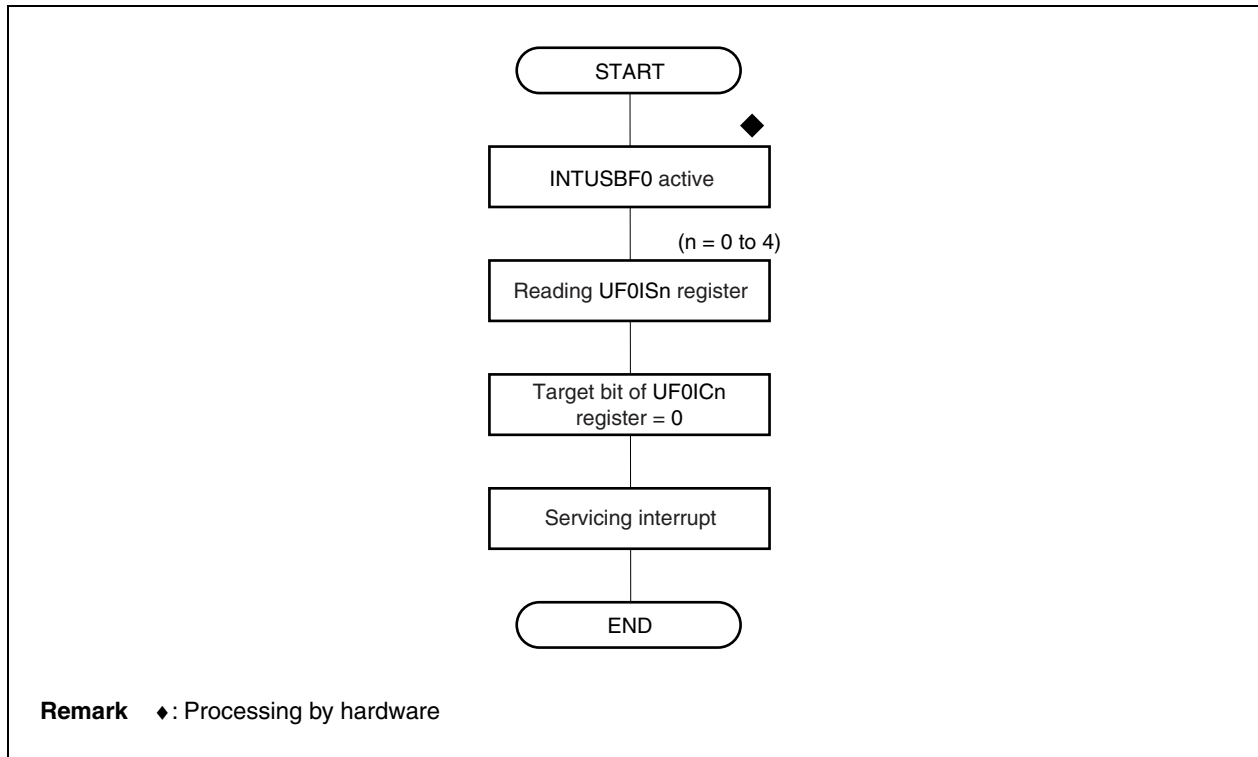 START
◆
INTUSBF0 active
(n = 0 to 4)
Reading UF0ISn register
Target bit of UF0ICn
register = 0
Servicing interrupt
END
Remark ♦: Processing by hardware